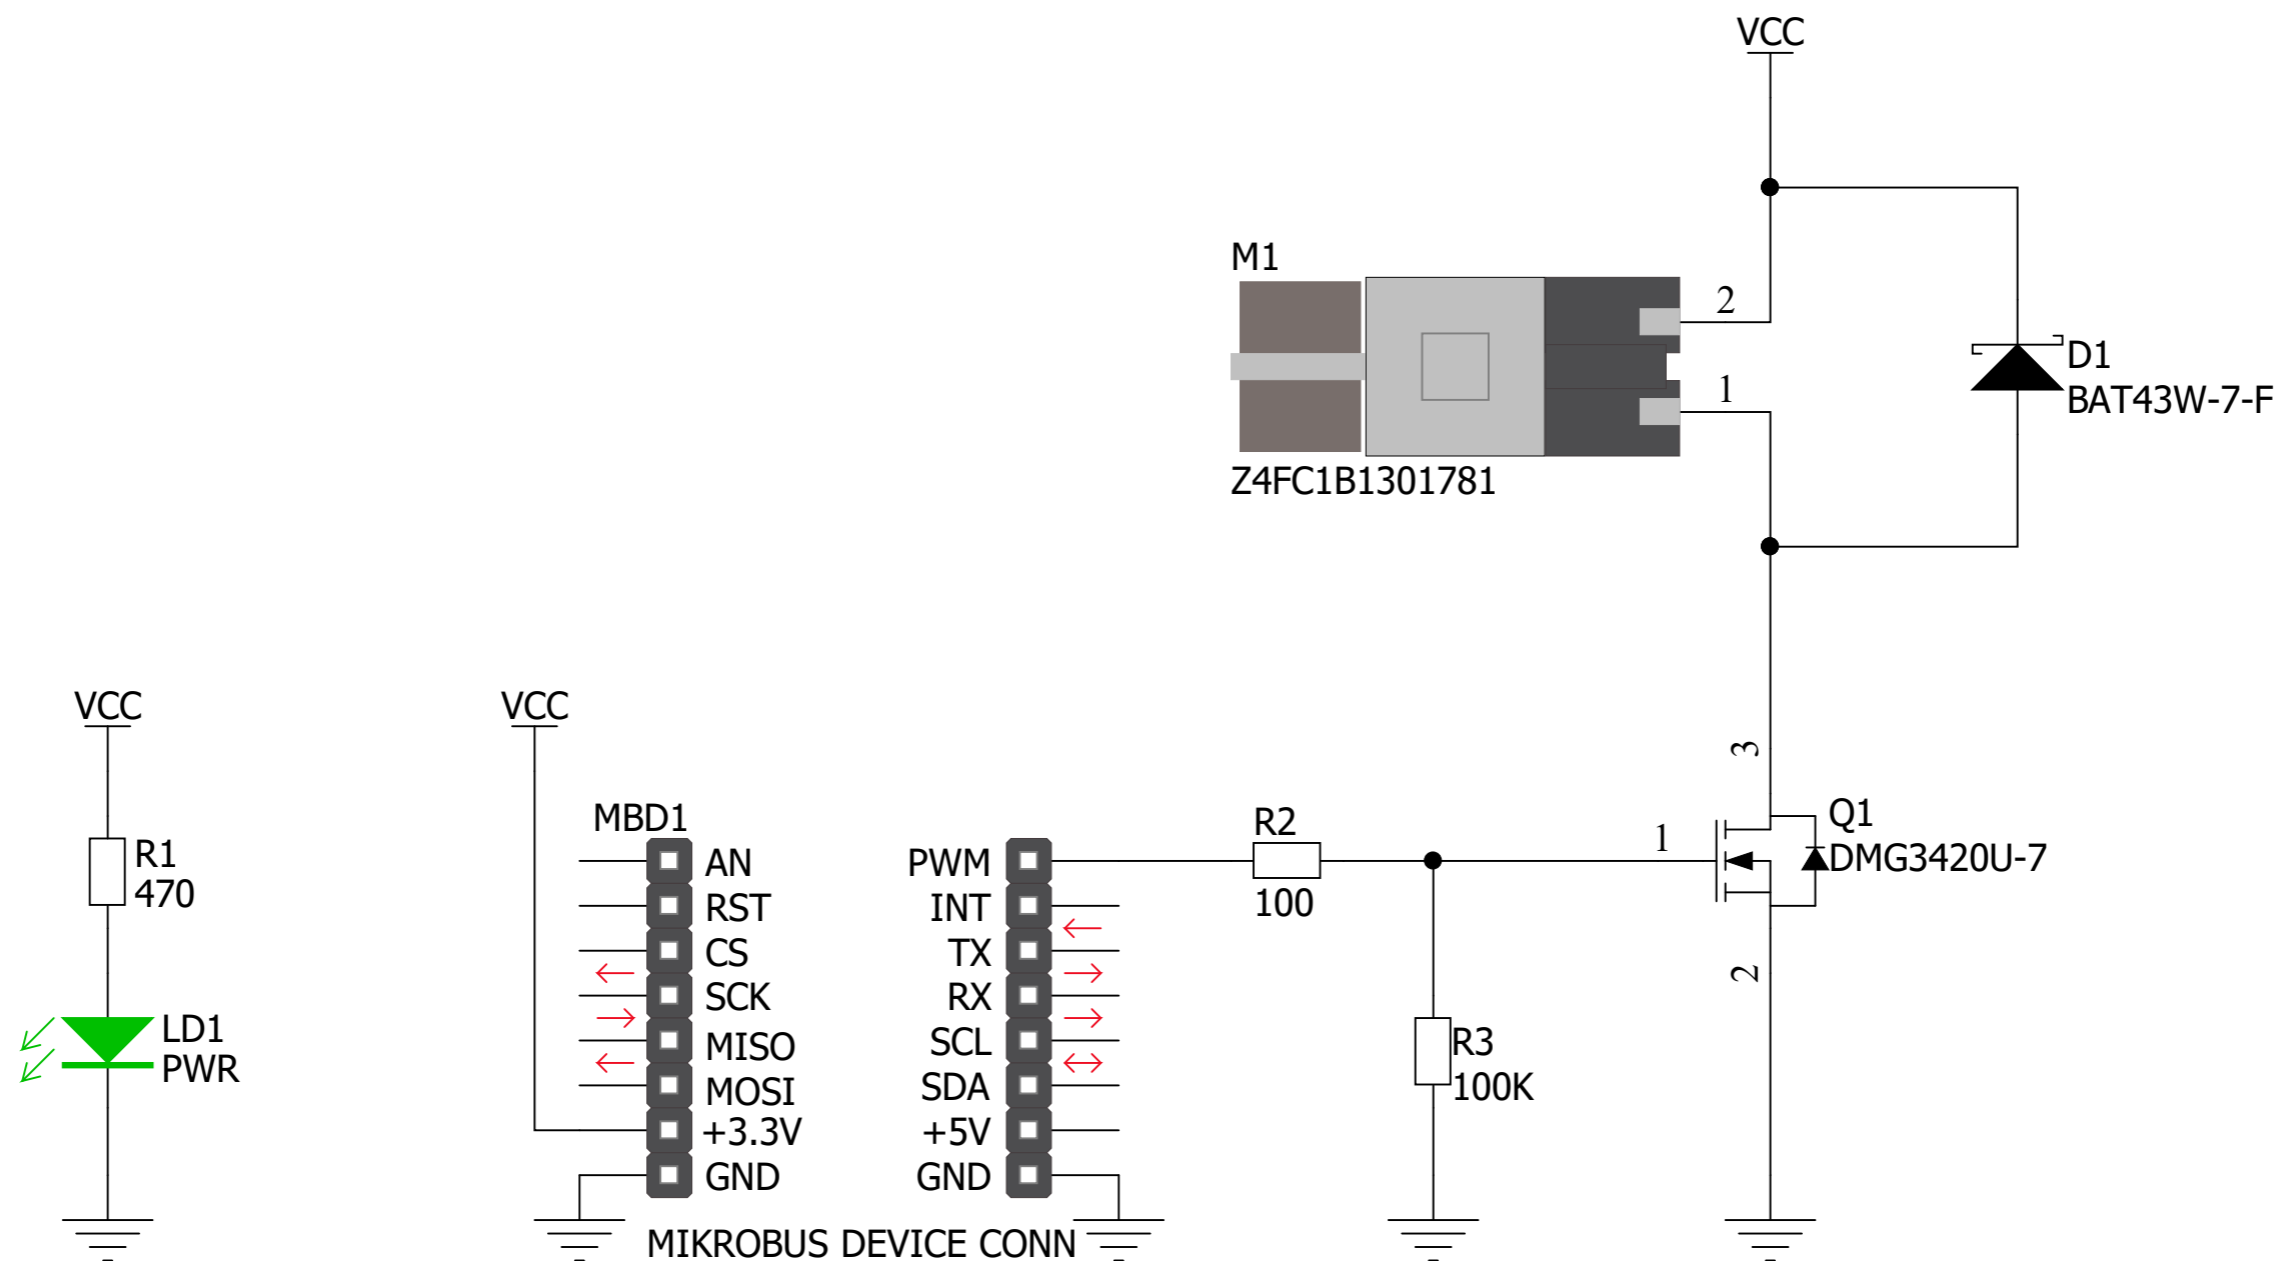 VCC
M1
2
1
Z4FC1B1301781
D1
BAT43W-7-F
VCC
R1
470
LD1
PWR
VCC
MBD1
AN
RST
CS
SCK
MISO
MOSI
+3.3V
GND
PWM
INT
TX
RX
SCL
SDA
+5V
GND
MIKROBUS DEVICE CONN
R2
100
R3
100K
3
1
2
Q1
DMG3420U-7